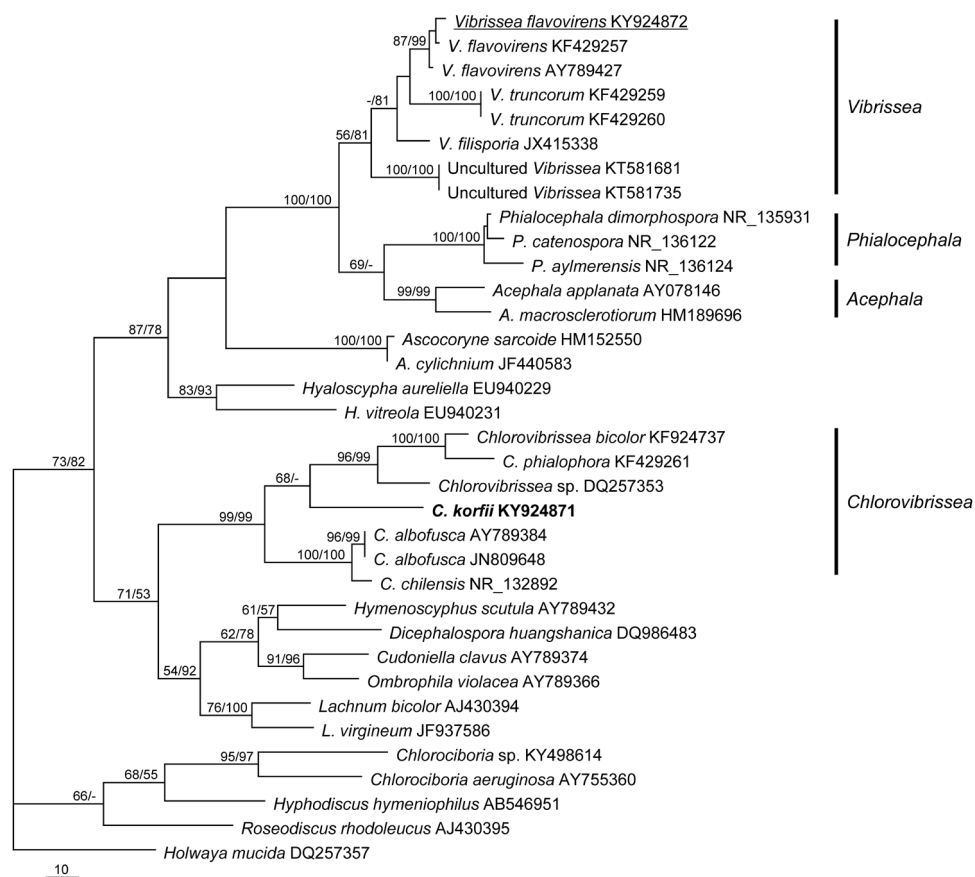 Vibrissea flavovirens KY924872
87/99
V. flavovirens KF429257
V. flavovirens AY789427
100/100
V. truncorum KF429259
-/81
Vibrissea
V. truncorum KF429260
56/81
V. filisporia JX415338
100/100
Uncultured Vibrissea KT581681
Uncultured Vibrissea KT581735
100/100
Phialocephala dimorphospora NR_135931
100/100
P. catenospora NR_136122
Phialocephala
69/-
P. aylmerensis NR_136124
99/99
Acephala applanata AY078146
Acephala
A. macrosclerotiorum HM189696
87/78
100/100
Ascocoryne sarcoide HM152550
A. cylichnium JF440583
83/93
Hyaloscypha aureliella EU940229
H. vitreola EU940231
100/100
Chlorovibrissea bicolor KF924737
73/82
96/99
C. phialophora KF429261
68/-
Chlorovibrissea sp. DQ257353
Chlorovibrissea
C. korfii KY924871
99/99
96/99
C. albofusca AY789384
100/100
C. albofusca JN809648
C. chilensis NR_132892
71/53
61/57
Hymenoscyphus scutula AY789432
62/78
Dicephalospora huangshanica DQ986483
91/96
Cudoniella clavus AY789374
54/92
Ombrophila violacea AY789366
76/100
Lachnum bicolor AJ430394
L. virgineum JF937586
95/97
Chlorociboria sp. KY498614
68/55
Chlorociboria aeruginosa AY755360
66/-
Hyphodiscus hymeniophilus AB546951
Roseodiscus rhodoleucus AJ430395
Holwaya mucida DQ257357
10